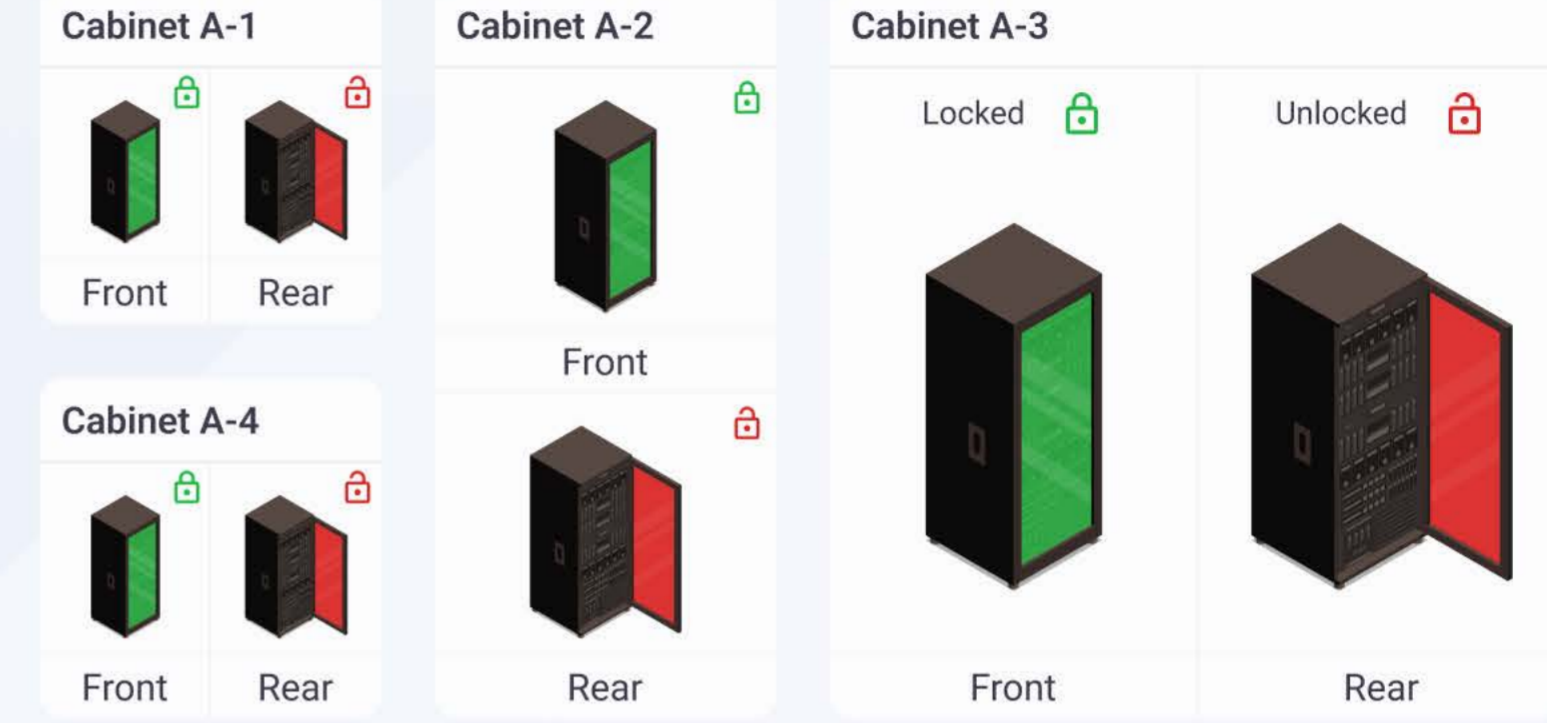 Cabinet A-1
Front
Rear
Cabinet A-4
Front
Rear
Cabinet A-2
Front
Rear
Cabinet A-3
Locked
Unlocked
Front
Rear